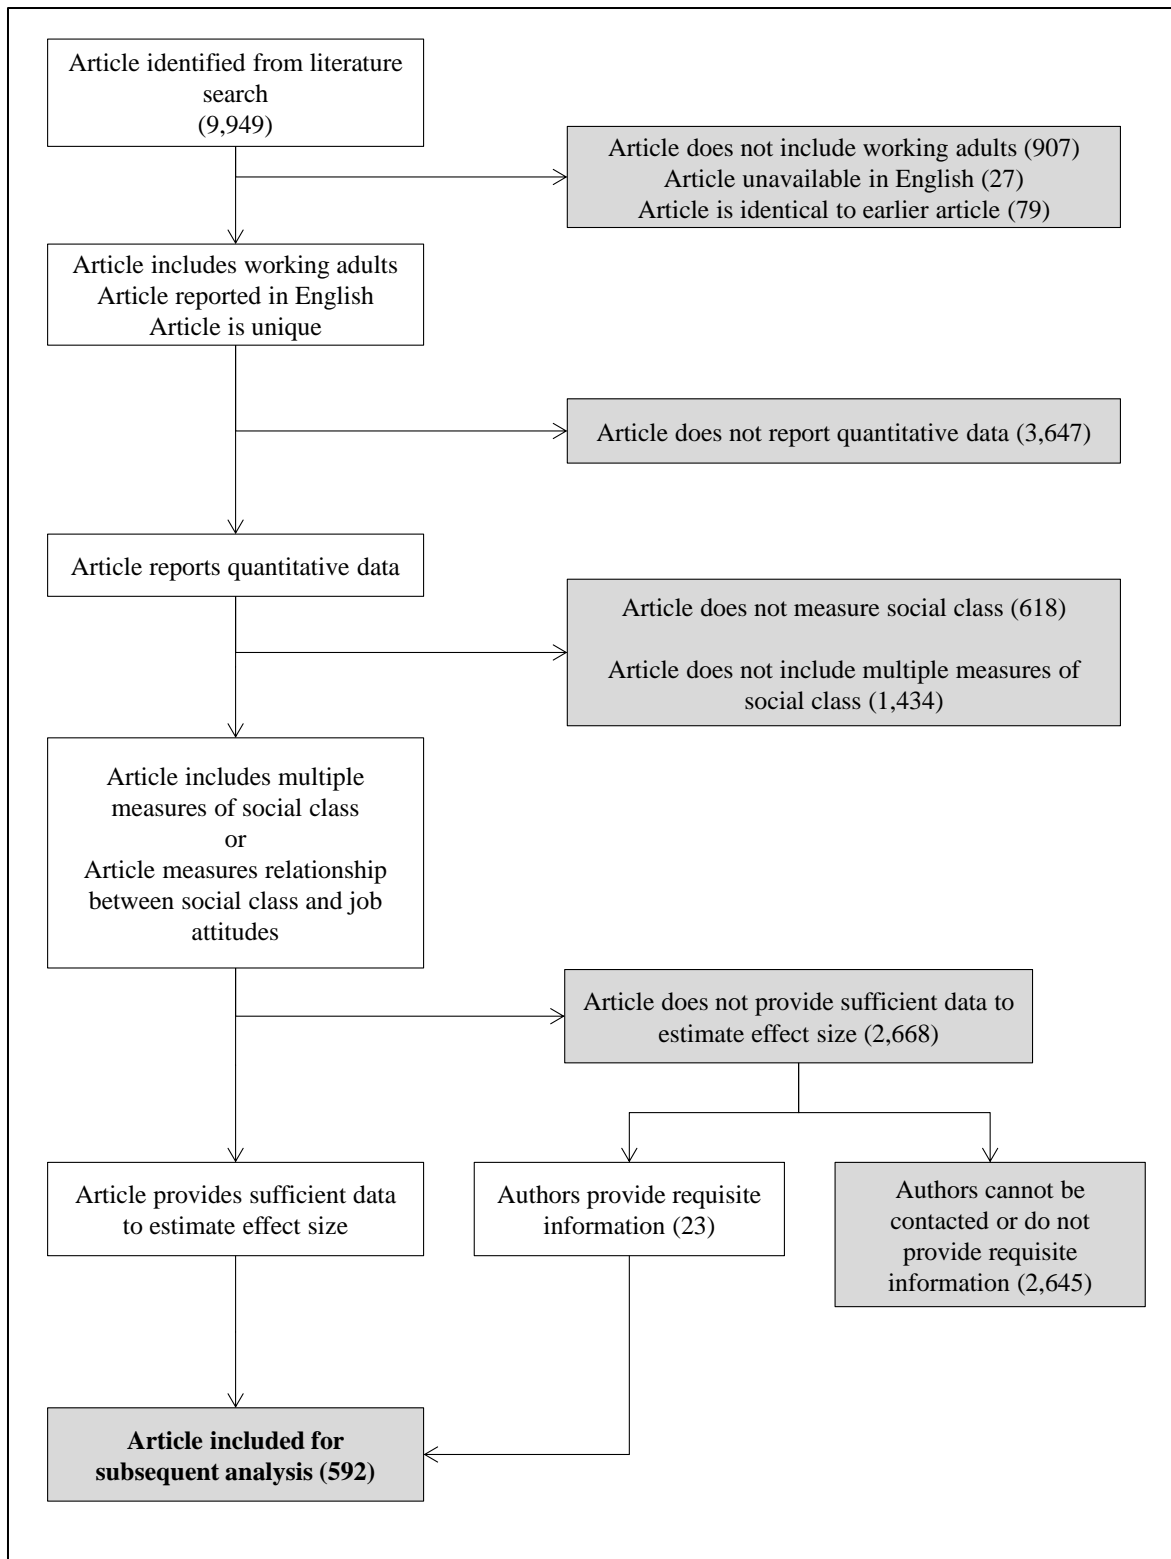 Article identified from literature
search
(9,949)
Article does not include working adults (907)
Article unavailable in English (27)
Article is identical to earlier article (79)
Article includes working adults
Article reported in English
Article is unique
Article does not report quantitative data (3,647)
Article reports quantitative data
Article does not measure social class (618)
Article does not include multiple measures of
social class (1,434)
Article includes multiple
measures of social class
or
Article measures relationship
between social class and job
attitudes
Article does not provide sufficient data to
estimate effect size (2,668)
Article provides sufficient data
to estimate effect size
Authors provide requisite
information (23)
Authors cannot be
contacted or do not
provide requisite
information (2,645)
Article included for
subsequent analysis (592)